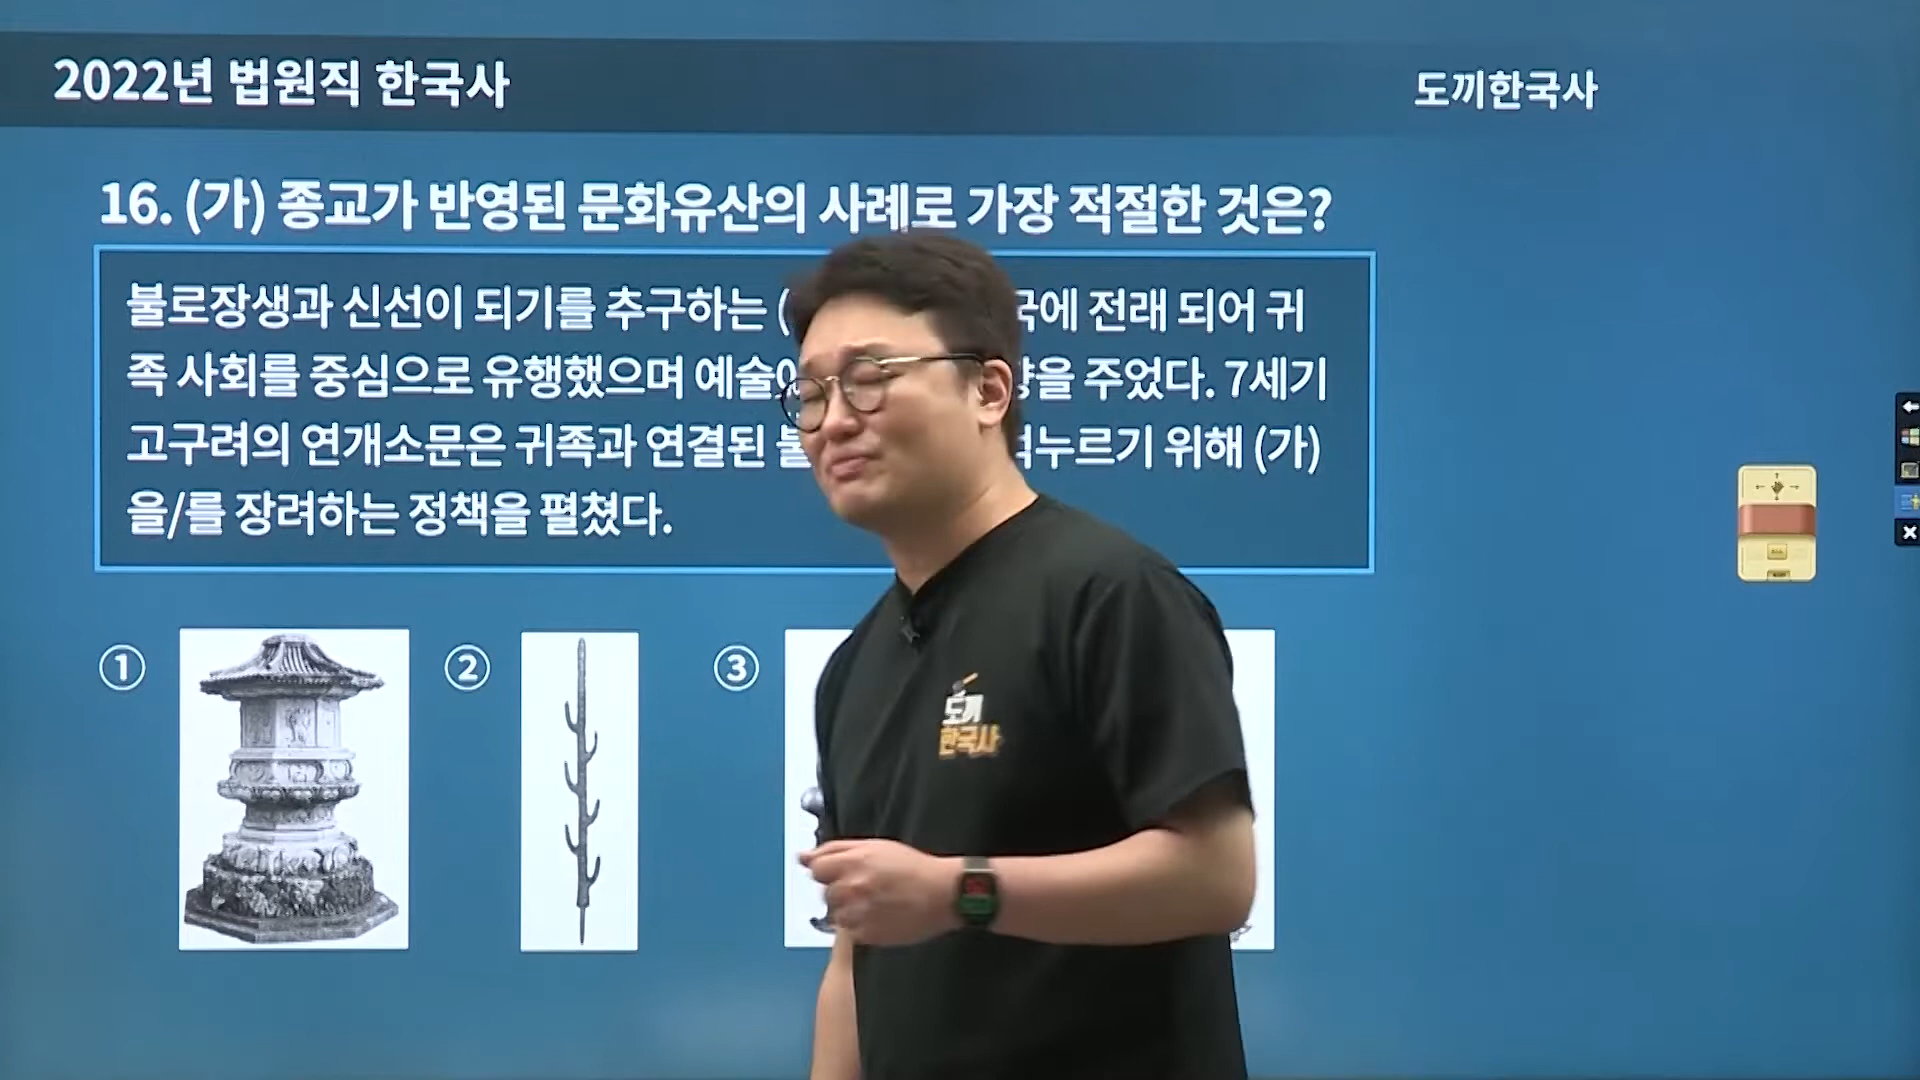 2022년 법원직 한국사
도끼한국사
16. (가) 종교가 반영된 문화유산의 사례로 가장 적절한 것은?
불로장생과 신선이 되기를 추구하는 ( 국에 전래 되어 귀
족 사회를 중심으로 유행했으며 예술에 향을 주었다. 7세기
고구려의 연개소문은 귀족과 연결된 억누르기 위해 (가)
을/를 장려하는 정책을 펼쳤다.
① ② ③
도끼
한국사